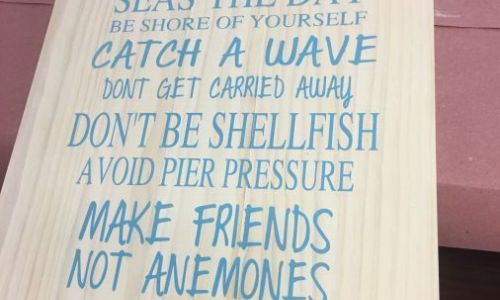 SEAS THE DAY
BE SHORE OF YOURSELF
CATCH A WAVE
DONT GET CARRIED AWAY
DON'T BE SHELLFISH
AVOID PIER PRESSURE
MAKE FRIENDS
NOT ANEMONES